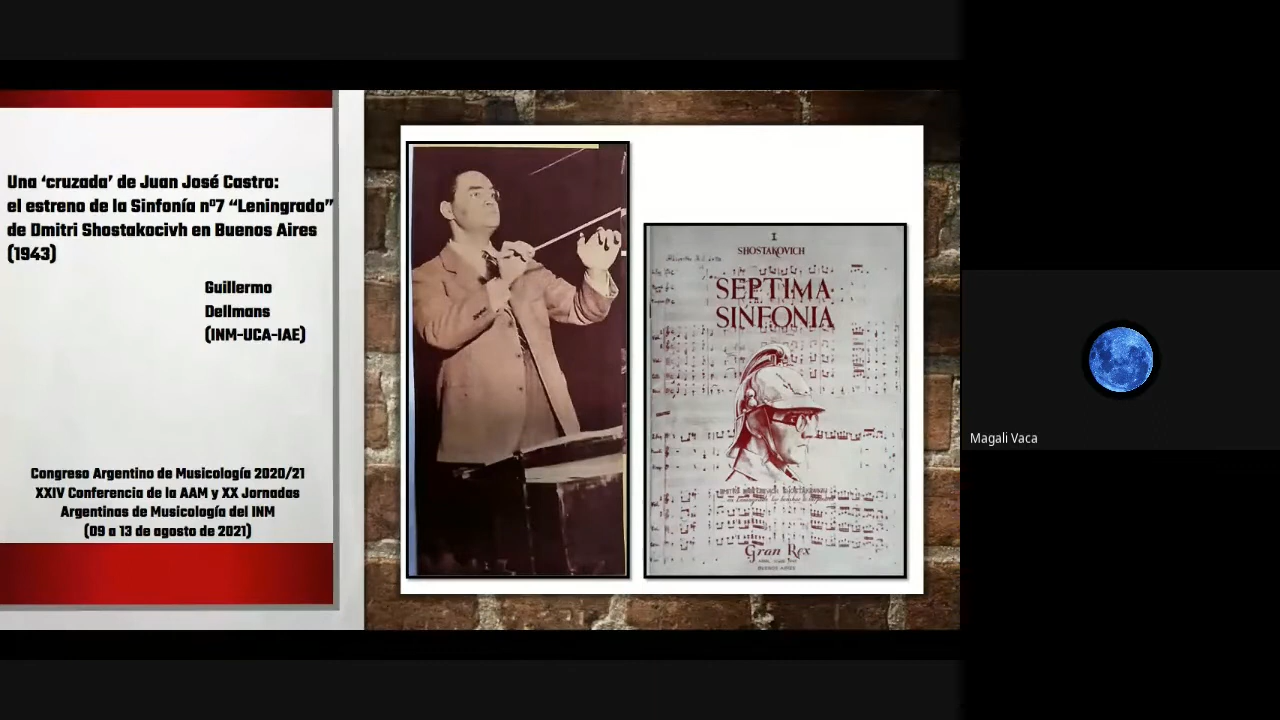 Una ‘cruzada’ de Juan José Castro:
el estreno de la Sinfonía nº7 “Leningrado”
de Dmitri Shostakocivh en Buenos Aires
(1943)
Guillermo
Dellmans
(INM-UCA-IAE)
Congreso Argentino de Musicología 2020/21
XXIV Conferencia de la AAM y XX Jornadas
Argentinas de Musicología del INM
(09 a 13 de agosto de 2021)
I
SHOSTAKOVICH
SEPTIMA
SINFONIA
Gran Rex
BUENOS AIRES
Magali Vaca